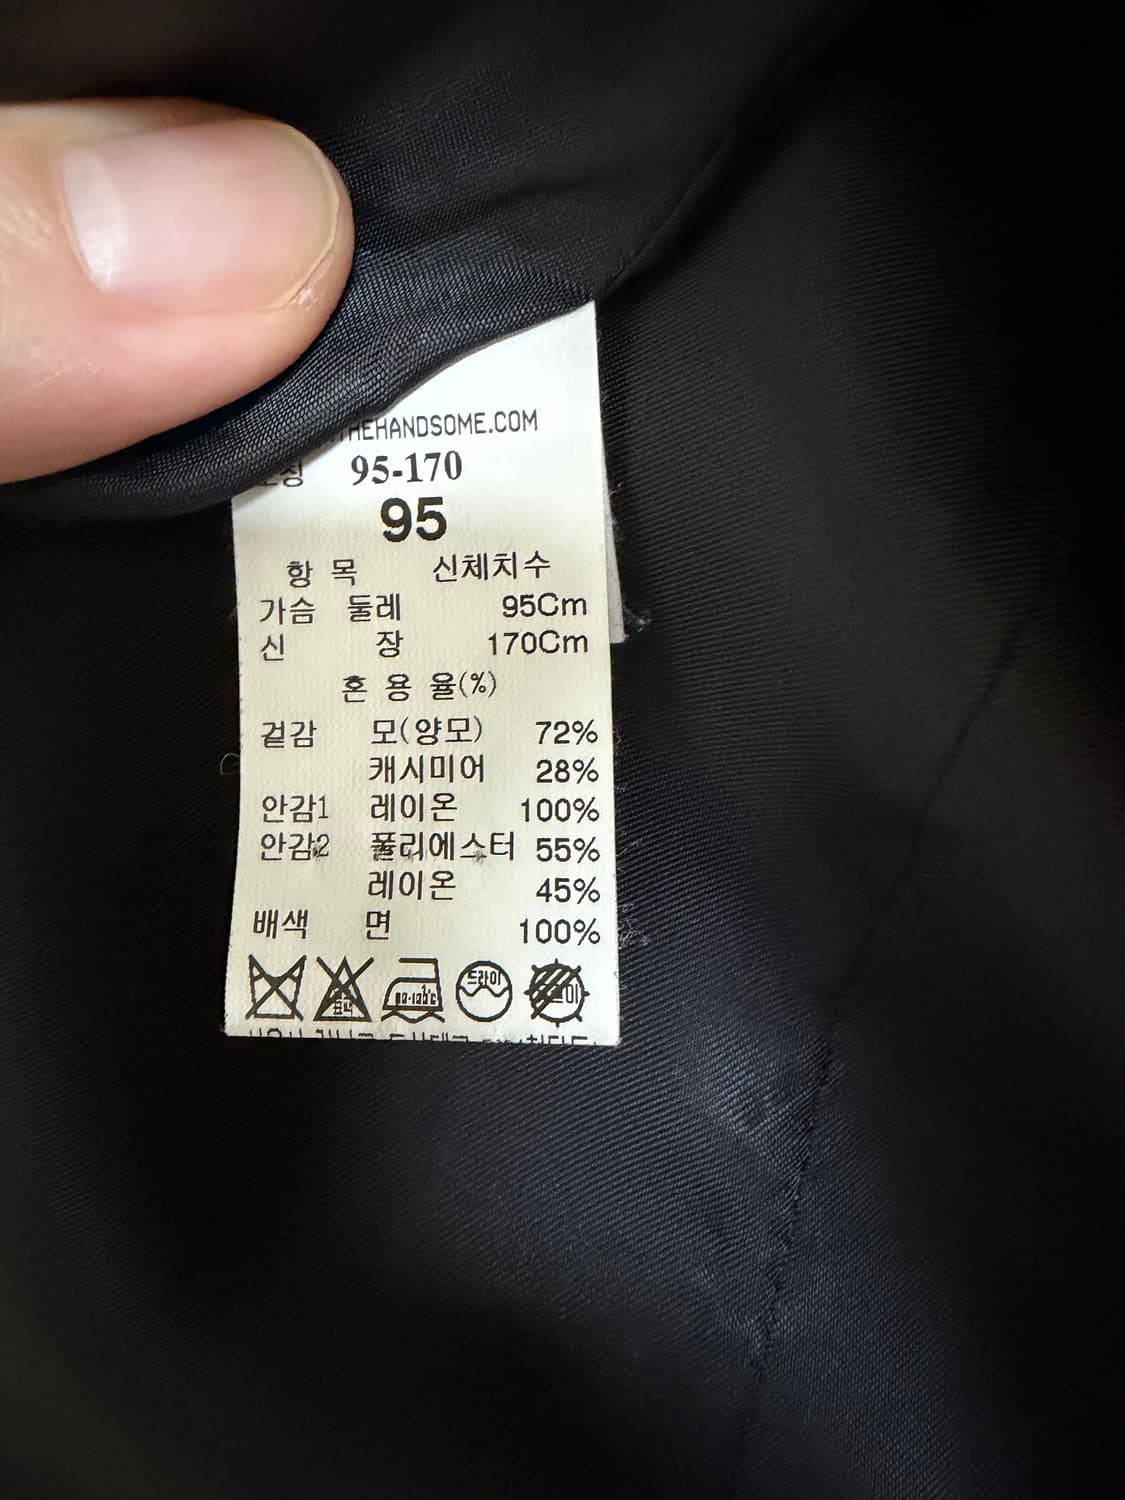 THEHANDSOME.COM
95-170
95
항 목 신체치수
가슴 둘레 95Cm
신 장 170Cm
혼 용 율(%)
겉감 모(양모) 72%
캐시미어 28%
안감1 레이온 100%
안감2 폴리에스터 55%
레이온 45%
배색 면 100%
드라이